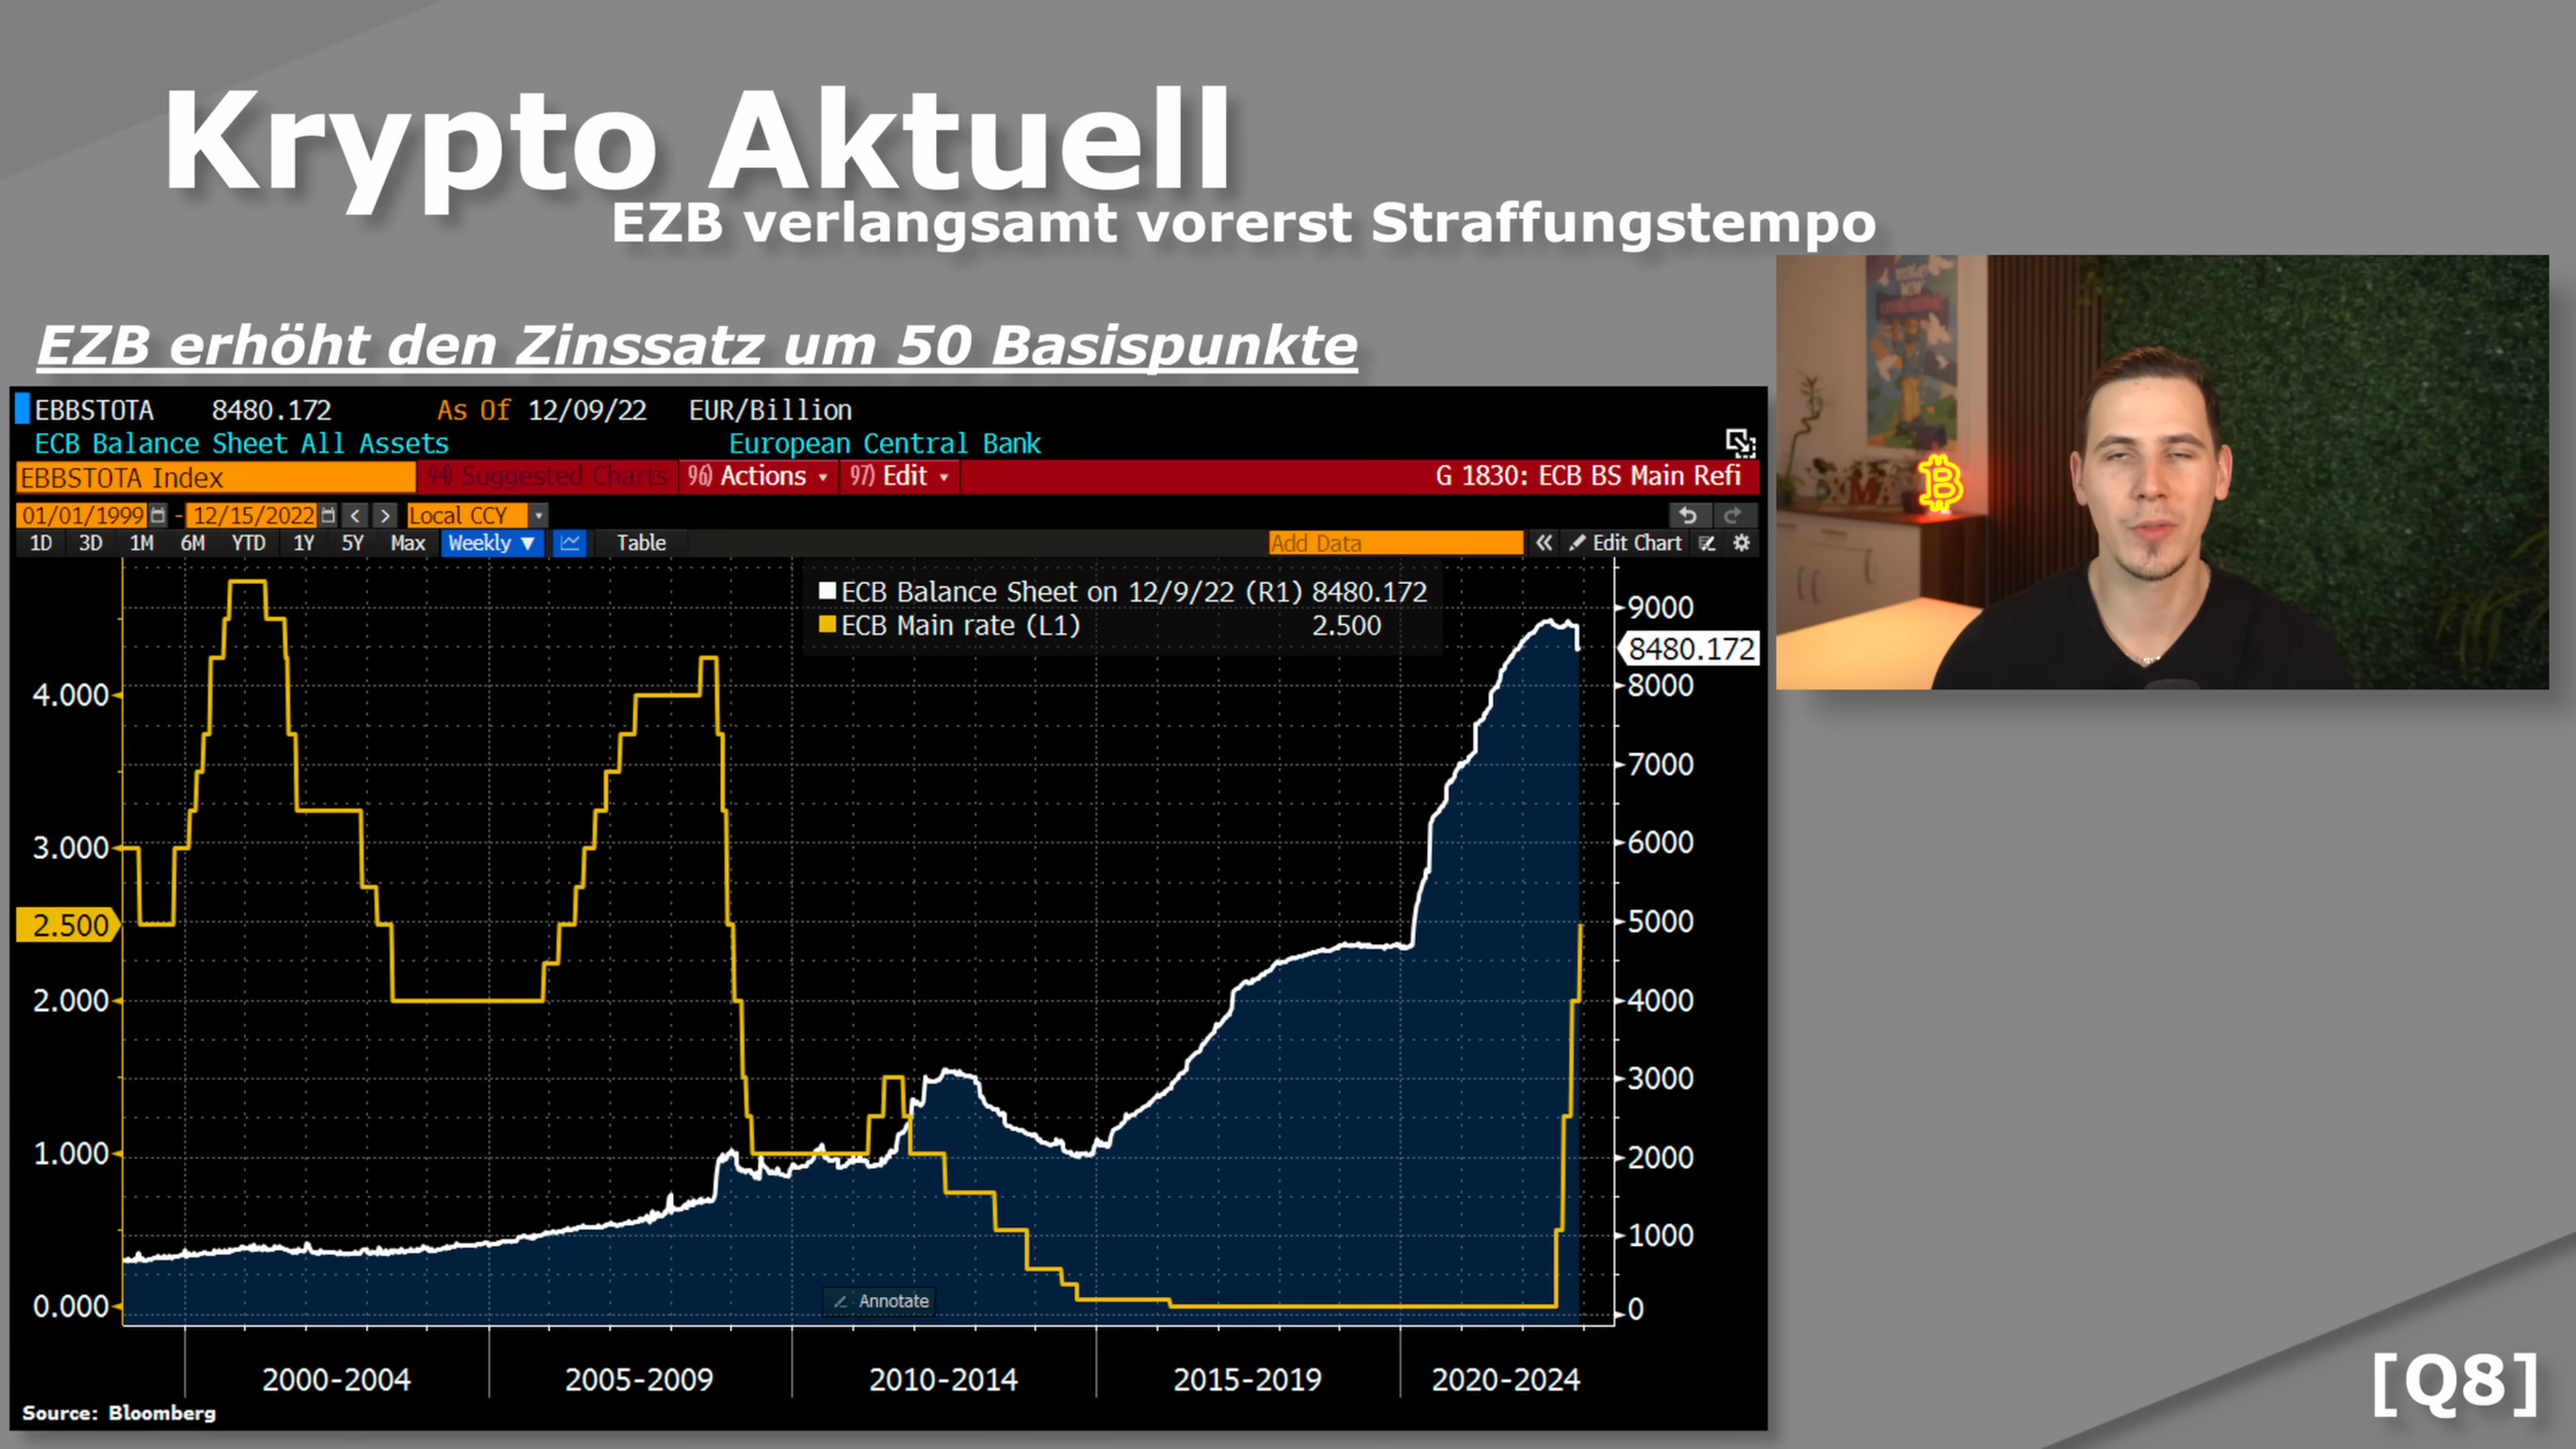 Krypto Aktuell
EZB verlangsamt vorerst Straffungstempo
EZB erhöht den Zinssatz um 50 Basispunkte
EBBSTOTA 8480.172 As Of 12/09/22 EUR/Billion
ECB Balance Sheet All Assets European Central Bank
EBBSTOTA Index 94) Suggested Charts 96) Actions 97) Edit G 1830: ECB BS Main Refi
01/01/1999 - 12/15/2022 Local CCY
1D 3D 1M 6M YTD 1Y 5Y Max Weekly Table Add Data Edit Chart
ECB Balance Sheet on 12/9/22 (R1) 8480.172
ECB Main rate (L1) 2.500
9000
8480.172
4.000 8000
7000
3.000 6000
2.500 5000
2.000 4000
3000
1.000 2000
1000
Annotate
0.000 0
2000-2004 2005-2009 2010-2014 2015-2019 2020-2024
Source: Bloomberg
[Q8]